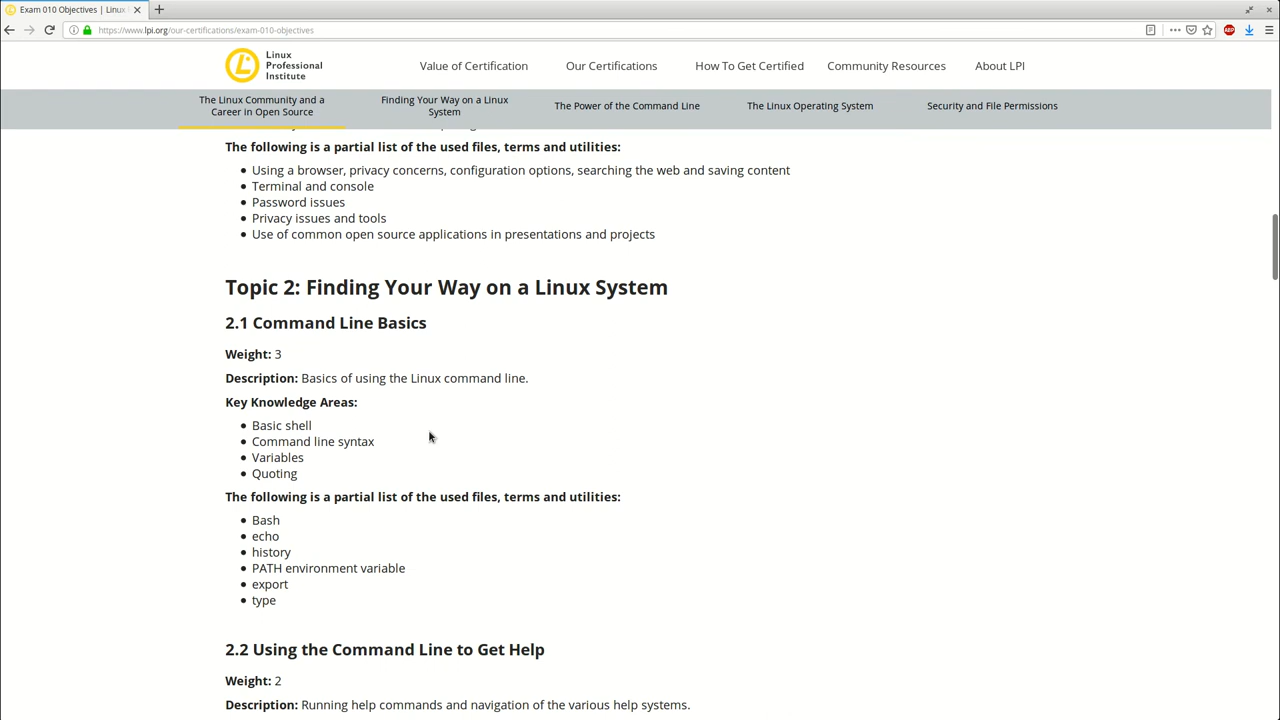 Exam 010 Objectives | Linux
https://www.lpi.org/our-certifications/exam-010-objectives
ABP
Linux
Professional
Institute
Value of Certification
Our Certifications
How To Get Certified
Community Resources
About LPI
The Linux Community and a
Career in Open Source
Finding Your Way on a Linux
System
The Power of the Command Line
The Linux Operating System
Security and File Permissions
The following is a partial list of the used files, terms and utilities:
Using a browser, privacy concerns, configuration options, searching the web and saving content
Terminal and console
Password issues
Privacy issues and tools
Use of common open source applications in presentations and projects
Topic 2: Finding Your Way on a Linux System
2.1 Command Line Basics
Weight: 3
Description: Basics of using the Linux command line.
Key Knowledge Areas:
Basic shell
Command line syntax
Variables
Quoting
The following is a partial list of the used files, terms and utilities:
Bash
echo
history
PATH environment variable
export
type
2.2 Using the Command Line to Get Help
Weight: 2
Description: Running help commands and navigation of the various help systems.